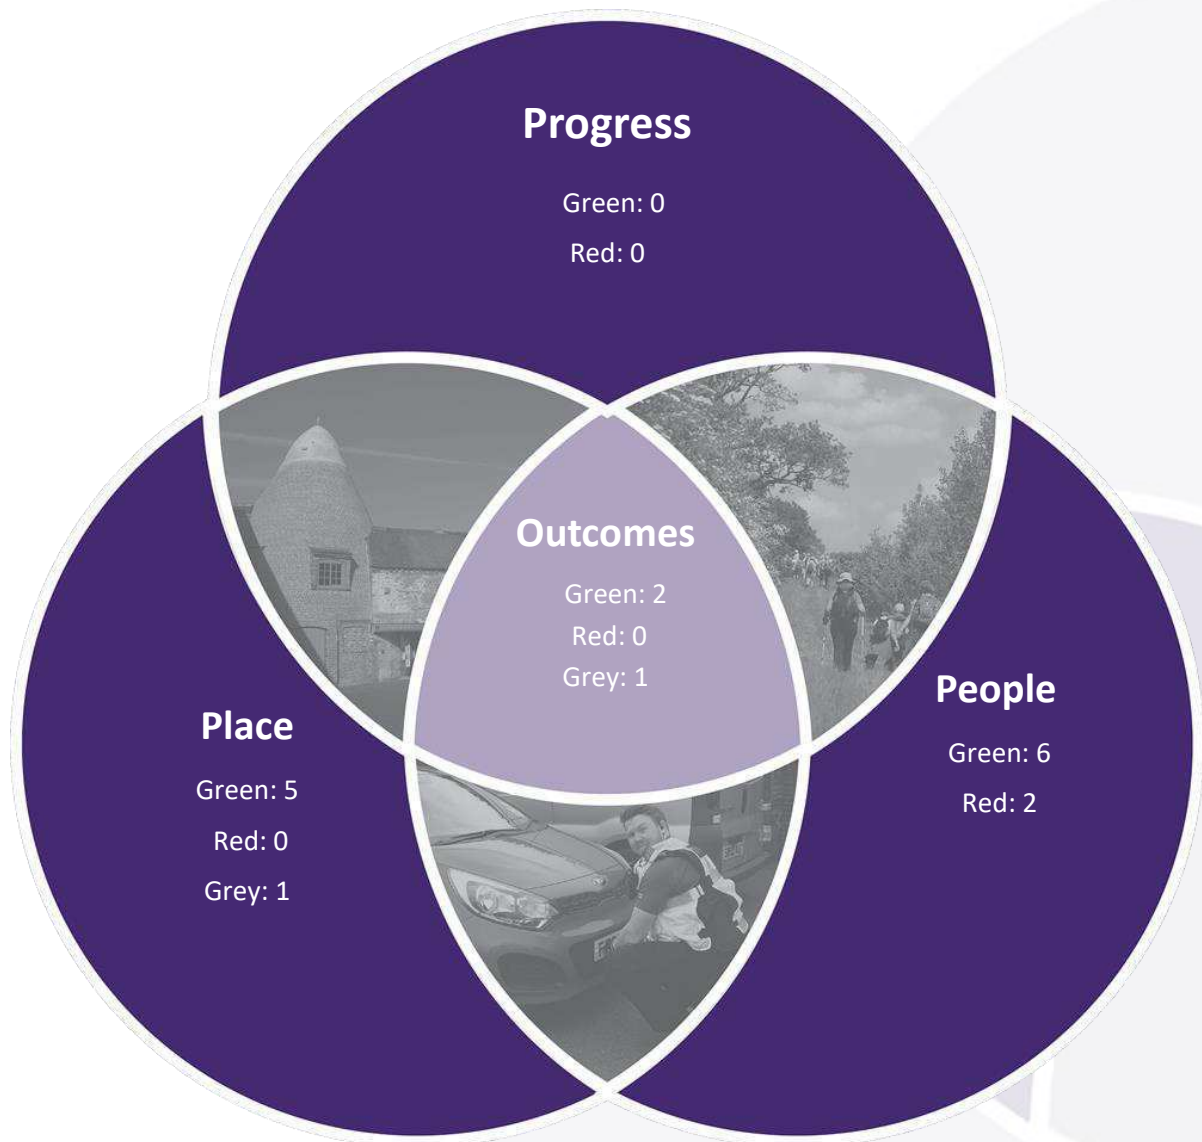 Progress
Green: 0
Red: 0
Outcomes
Green: 2
Red: 0
Grey: 1
Place
Green: 5
Red: 0
Grey: 1
People
Green: 6
Red: 2